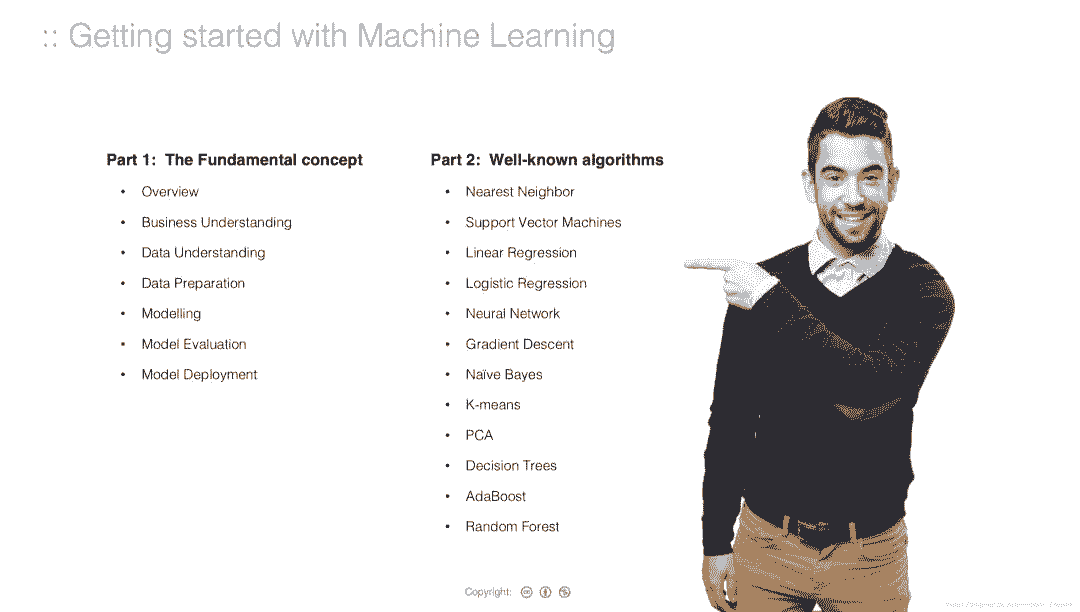 :: Getting started with Machine Learning
Part 1: The Fundamental concept
• Overview
• Business Understanding
• Data Understanding
• Data Preparation
• Modelling
• Model Evaluation
• Model Deployment
Part 2: Well-known algorithms
• Nearest Neighbor
• Support Vector Machines
• Linear Regression
• Logistic Regression
• Neural Network
• Gradient Descent
• Naïve Bayes
• K-means
• PCA
• Decision Trees
• AdaBoost
• Random Forest
Copyright: